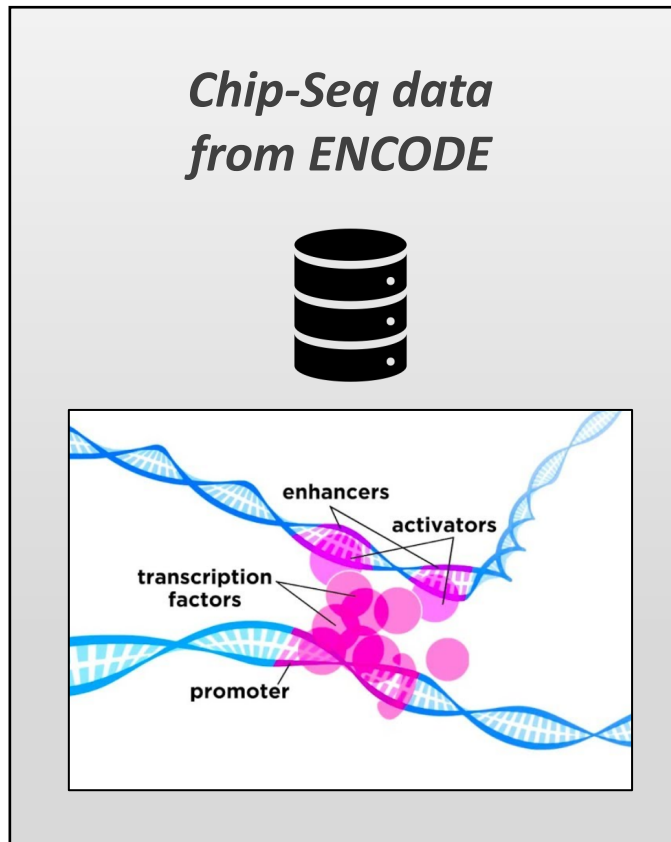 Chip-Seq data
from ENCODE
enhancers
activators
transcription
factors
promoter